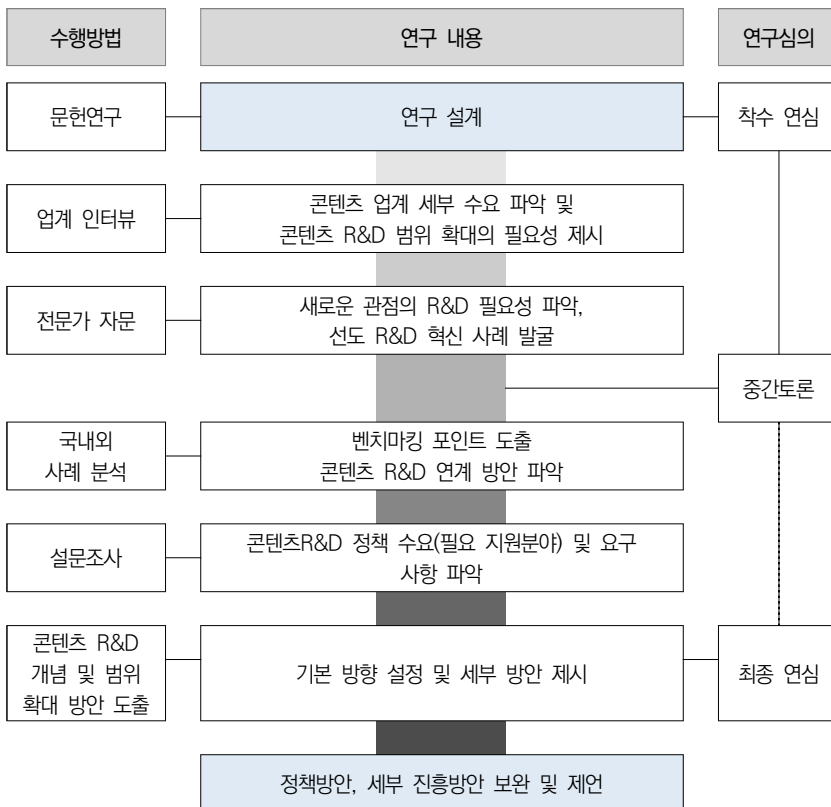 수행방법
연구 내용
연구심의
문헌연구
연구 설계
착수 연심
업계 인터뷰
콘텐츠 업계 세부 수요 파악 및
콘텐츠 R&D 범위 확대의 필요성 제시
전문가 자문
새로운 관점의 R&D 필요성 파악,
선도 R&D 혁신 사례 발굴
중간토론
국내외
사례 분석
벤치마킹 포인트 도출
콘텐츠 R&D 연계 방안 파악
설문조사
콘텐츠R&D 정책 수요(필요 지원분야) 및 요구
사항 파악
콘텐츠 R&D
개념 및 범위
확대 방안 도출
기본 방향 설정 및 세부 방안 제시
최종 연심
정책방안, 세부 진흥방안 보완 및 제언